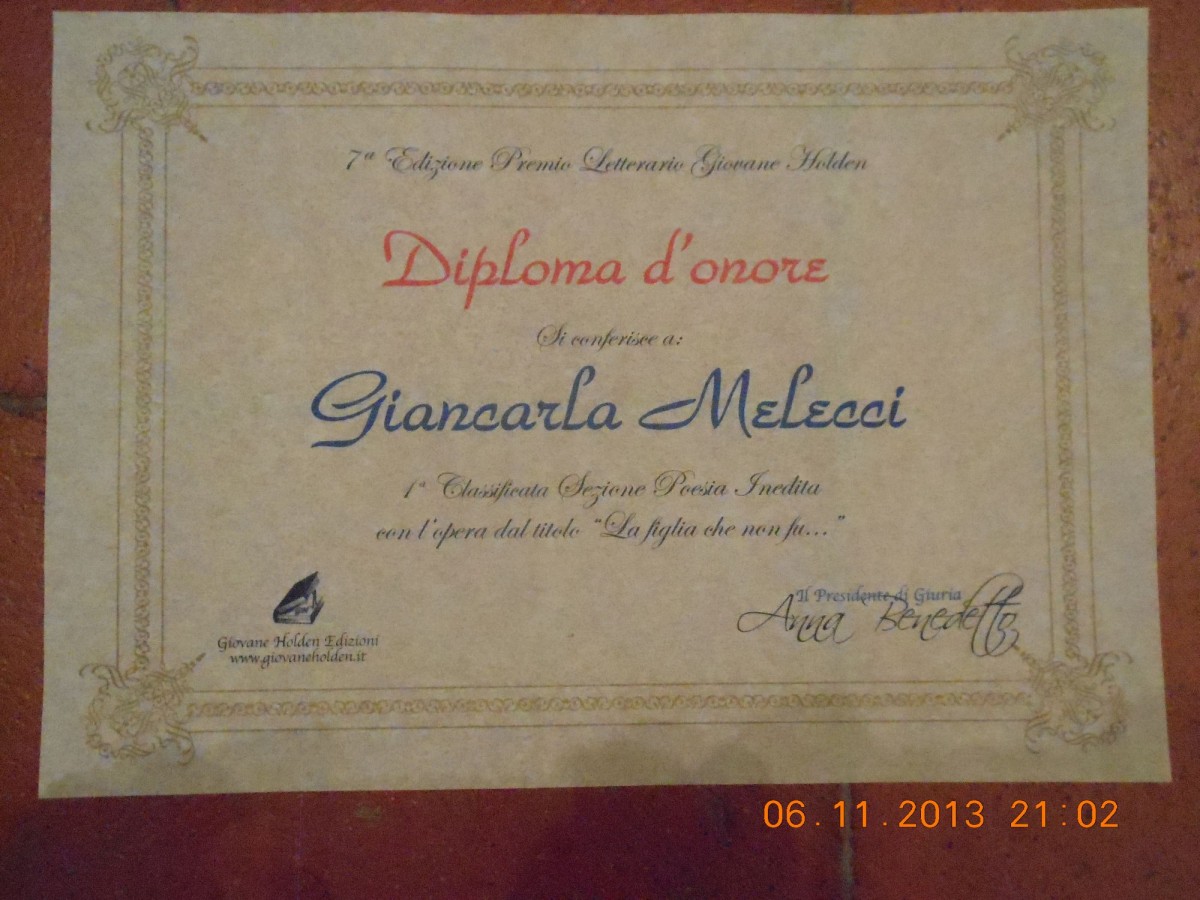 7ª Edizione Premio Letterario Giovane Holden
Diploma d'onore
Si conferisce a:
Giancarla Melecci
1ª Classificata Sezione Poesia Inedita
con l'opera dal titolo "La figlia che non fu..."
Giovane Holden Edizioni
www.giovaneholden.it
Il Presidente di Giuria
Anna Benedetto
06.11.2013 21:02